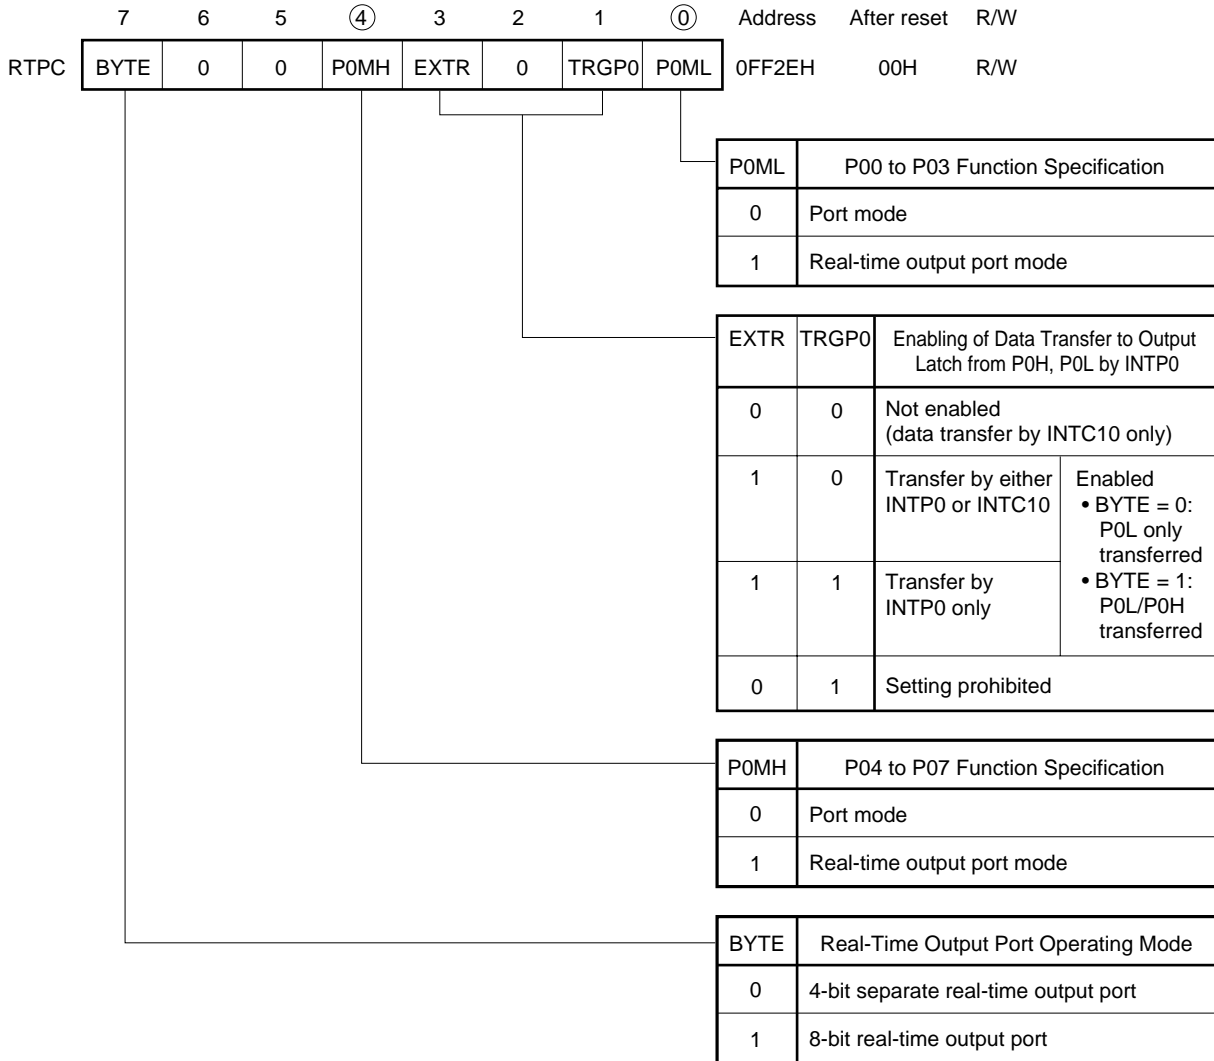 7 6 5 4 3 2 1 0 Address After reset R/W
RTPC BYTE 0 0 P0MH EXTR 0 TRGP0 P0ML 0FF2EH 00H R/W
P0ML P00 to P03 Function Specification
0 Port mode
1 Real-time output port mode
EXTR TRGP0 Enabling of Data Transfer to Output
Latch from P0H, P0L by INTP0
0 0 Not enabled
(data transfer by INTC10 only)
1 0 Transfer by either
INTP0 or INTC10
Enabled
• BYTE = 0:
P0L only
transferred
• BYTE = 1:
P0L/P0H
transferred
1 1 Transfer by
INTP0 only
0 1 Setting prohibited
P0MH P04 to P07 Function Specification
0 Port mode
1 Real-time output port mode
BYTE Real-Time Output Port Operating Mode
0 4-bit separate real-time output port
1 8-bit real-time output port